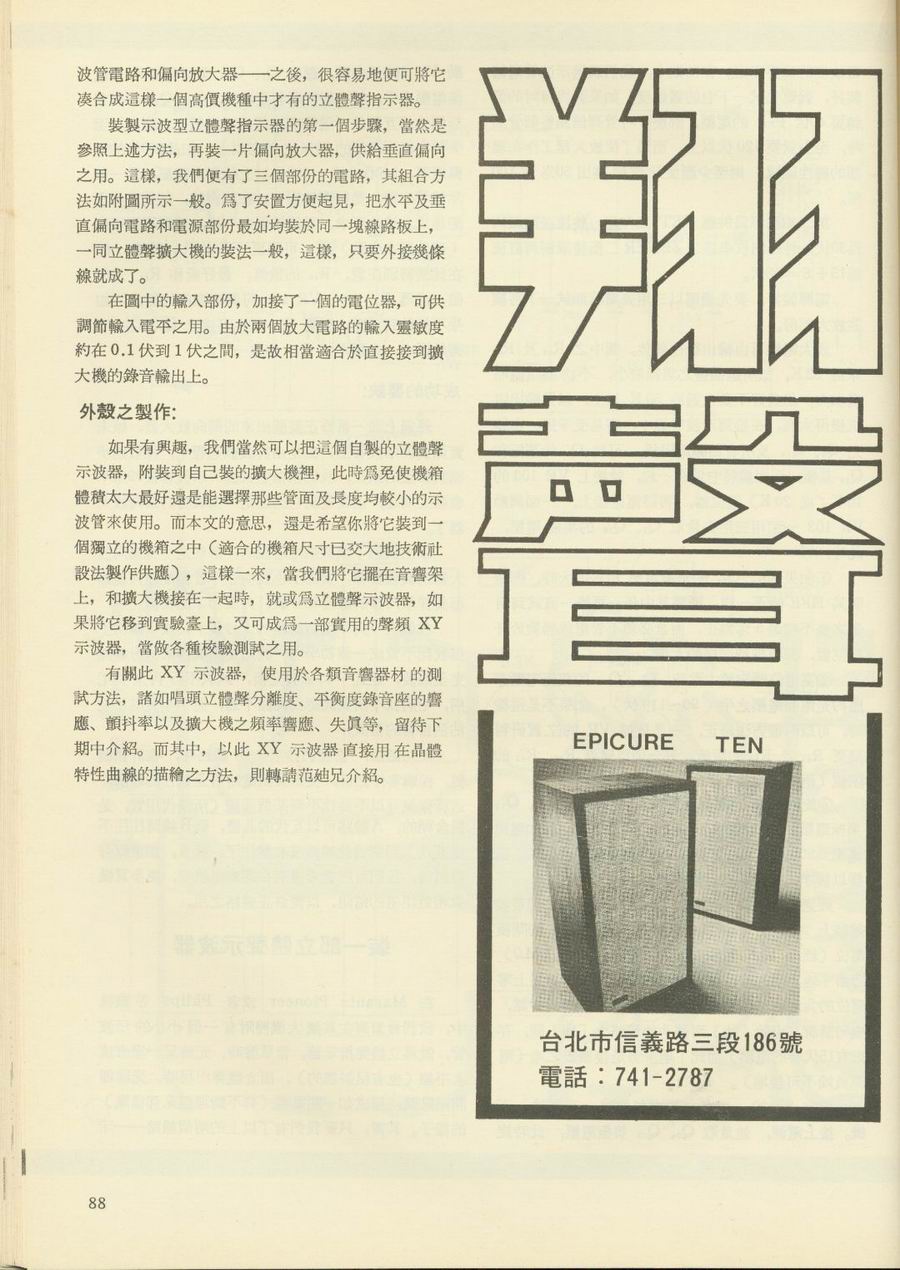 波管電路和偏向放大器——之後，很容易地便可將它
湊合成這樣一個高價機種中才有的立體聲指示器。
裝製示波型立體聲指示器的第一個步驟，當然是
參照上述方法，再裝一片偏向放大器，供給垂直偏向
之用。這樣，我們便有了三個部份的電路，其組合方
法如附圖所示一般。爲了安置方便起見，把水平及垂
直偏向電路和電源部份最如均裝於同一塊線路板上，
一同立體聲擴大機的裝法一般，這樣，只要外接幾條
線就成了。
在圖中的輸入部份，加接了一個的電位器，可供
調節輸入電平之用。由於兩個放大電路的輸入靈敏度
約在 0.1 伏到 1 伏之間，是故相當適合於直接接到擴
大機的錄音輸出上。
外殼之製作:
如果有興趣，我們當然可以把這個自製的立體聲
示波器，附裝到自己裝的擴大機裡，此時爲免使機箱
體積太大最好還是能選擇那些管面及長度均較小的示
波管來使用。而本文的意思，還是希望你將它裝到一
個獨立的機箱之中（適合的機箱尺寸已交大地技術社
設法製作供應），這樣一來，當我們將它擺在音響架
上，和擴大機接在一起時，就或爲立體聲示波器，如
果將它移到實驗臺上，又可成爲一部實用的聲頻 XY
示波器，當做各種校驗測試之用。
有關此 XY 示波器，使用於各類音響器材的測
試方法，諸如唱頭立體聲分離度、平衡度錄音座的響
應、顫抖率以及擴大機之頻率響應、失眞等，留待下
期中介紹。而其中，以此 XY 示波器直接用在晶體
特性曲線的描繪之方法，則轉請范廸兄介紹。
翔
聲
EPICURE TEN
台北市信義路三段186號
電話：741-2787
88